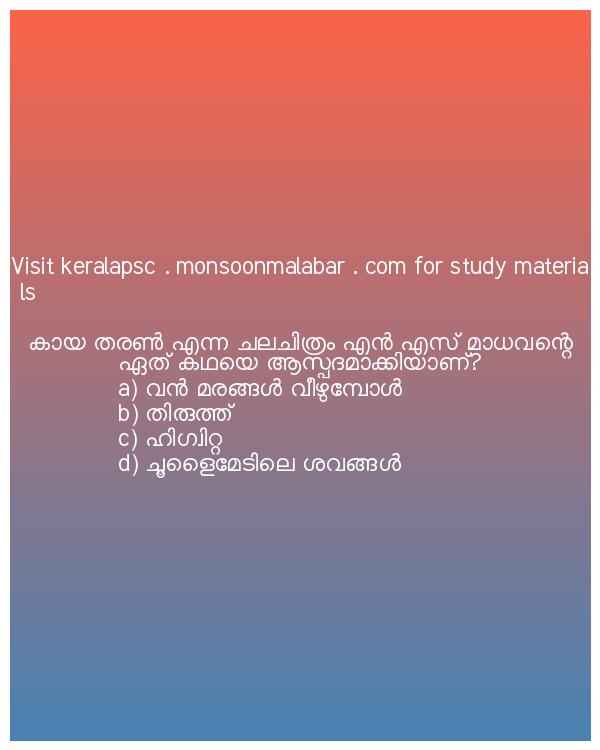 Visit keralapsc . monsoonmalabar . com for study materia
ls
കായ തരൺ എന്ന ചലചിത്രം എൻ എസ് മാധവന്റെ
ഏത് കഥയെ ആസ്പദമാക്കിയാണ്?
a) വൻ മരങ്ങൾ വീഴുമ്പോൾ
b) തിരുത്ത്
c) ഹിഗ്വിറ്റ
d) ചൂളൈമേടിലെ ശവങ്ങൾ